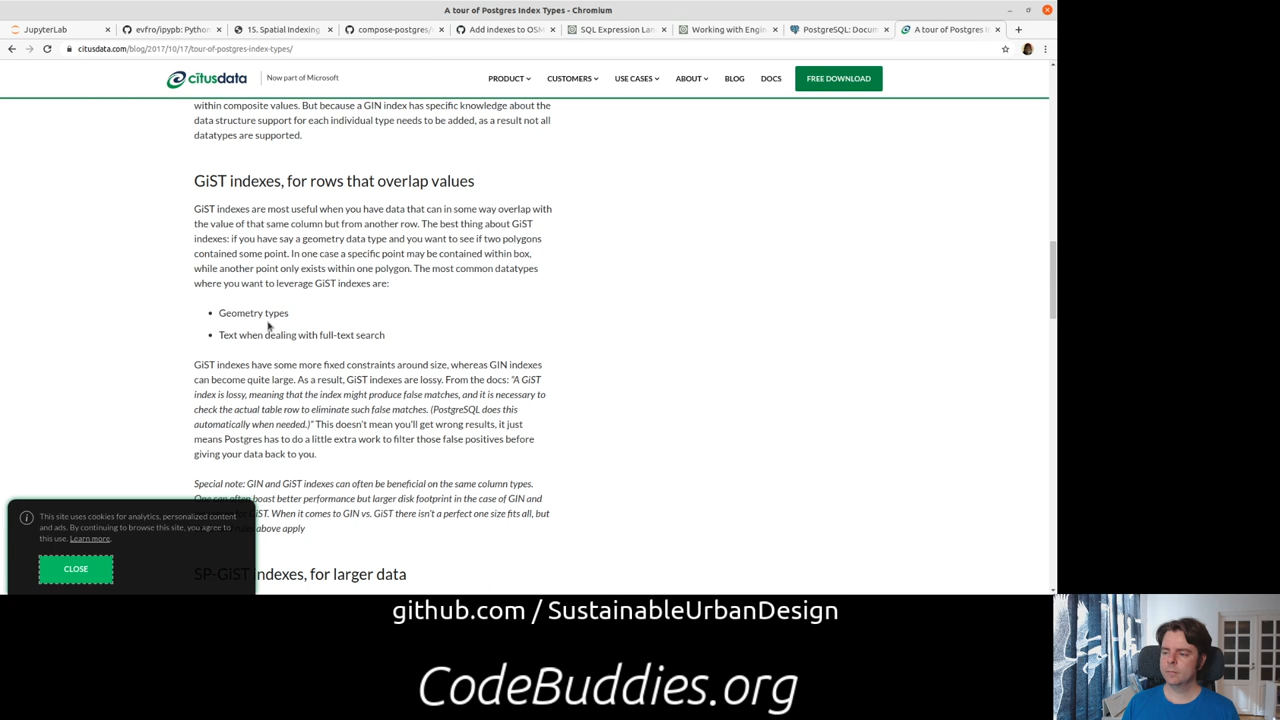 A tour of Postgres Index Types - Chromium
JupyterLab
evfro/ipypb: Python
15. Spatial Indexing
compose-postgres/
Add indexes to OSM
SQL Expression Lan
Working with Engin
PostgreSQL: Docum
A tour of Postgres I
citusdata.com/blog/2017/10/17/tour-of-postgres-index-types/
citusdata
Now part of Microsoft
PRODUCT
CUSTOMERS
USE CASES
ABOUT
BLOG
DOCS
FREE DOWNLOAD
within composite values. But because a GIN index has specific knowledge about the
data structure support for each individual type needs to be added, as a result not all
datatypes are supported.
GiST indexes, for rows that overlap values
GiST indexes are most useful when you have data that can in some way overlap with
the value of that same column but from another row. The best thing about GiST
indexes: if you have say a geometry data type and you want to see if two polygons
contained some point. In one case a specific point may be contained within box,
while another point only exists within one polygon. The most common datatypes
where you want to leverage GiST indexes are:
• Geometry types
• Text when dealing with full-text search
GiST indexes have some more fixed constraints around size, whereas GIN indexes
can become quite large. As a result, GiST indexes are lossy. From the docs: "A GiST
index is lossy, meaning that the index might produce false matches, and it is necessary to
check the actual table row to eliminate such false matches. (PostgreSQL does this
automatically when needed.)" This doesn't mean you'll get wrong results, it just
means Postgres has to do a little extra work to filter those false positives before
giving your data back to you.
Special note: GIN and GiST indexes can often be beneficial on the same column types.
One can often boast better performance but larger disk footprint in the case of GIN and
GiST. When it comes to GIN vs. GiST there isn't a perfect one size fits all, but
above apply
SP-GiST indexes, for larger data
This site uses cookies for analytics, personalized content
and ads. By continuing to browse this site, you agree to
this use. Learn more.
CLOSE
github.com / SustainableUrbanDesign
CodeBuddies.org